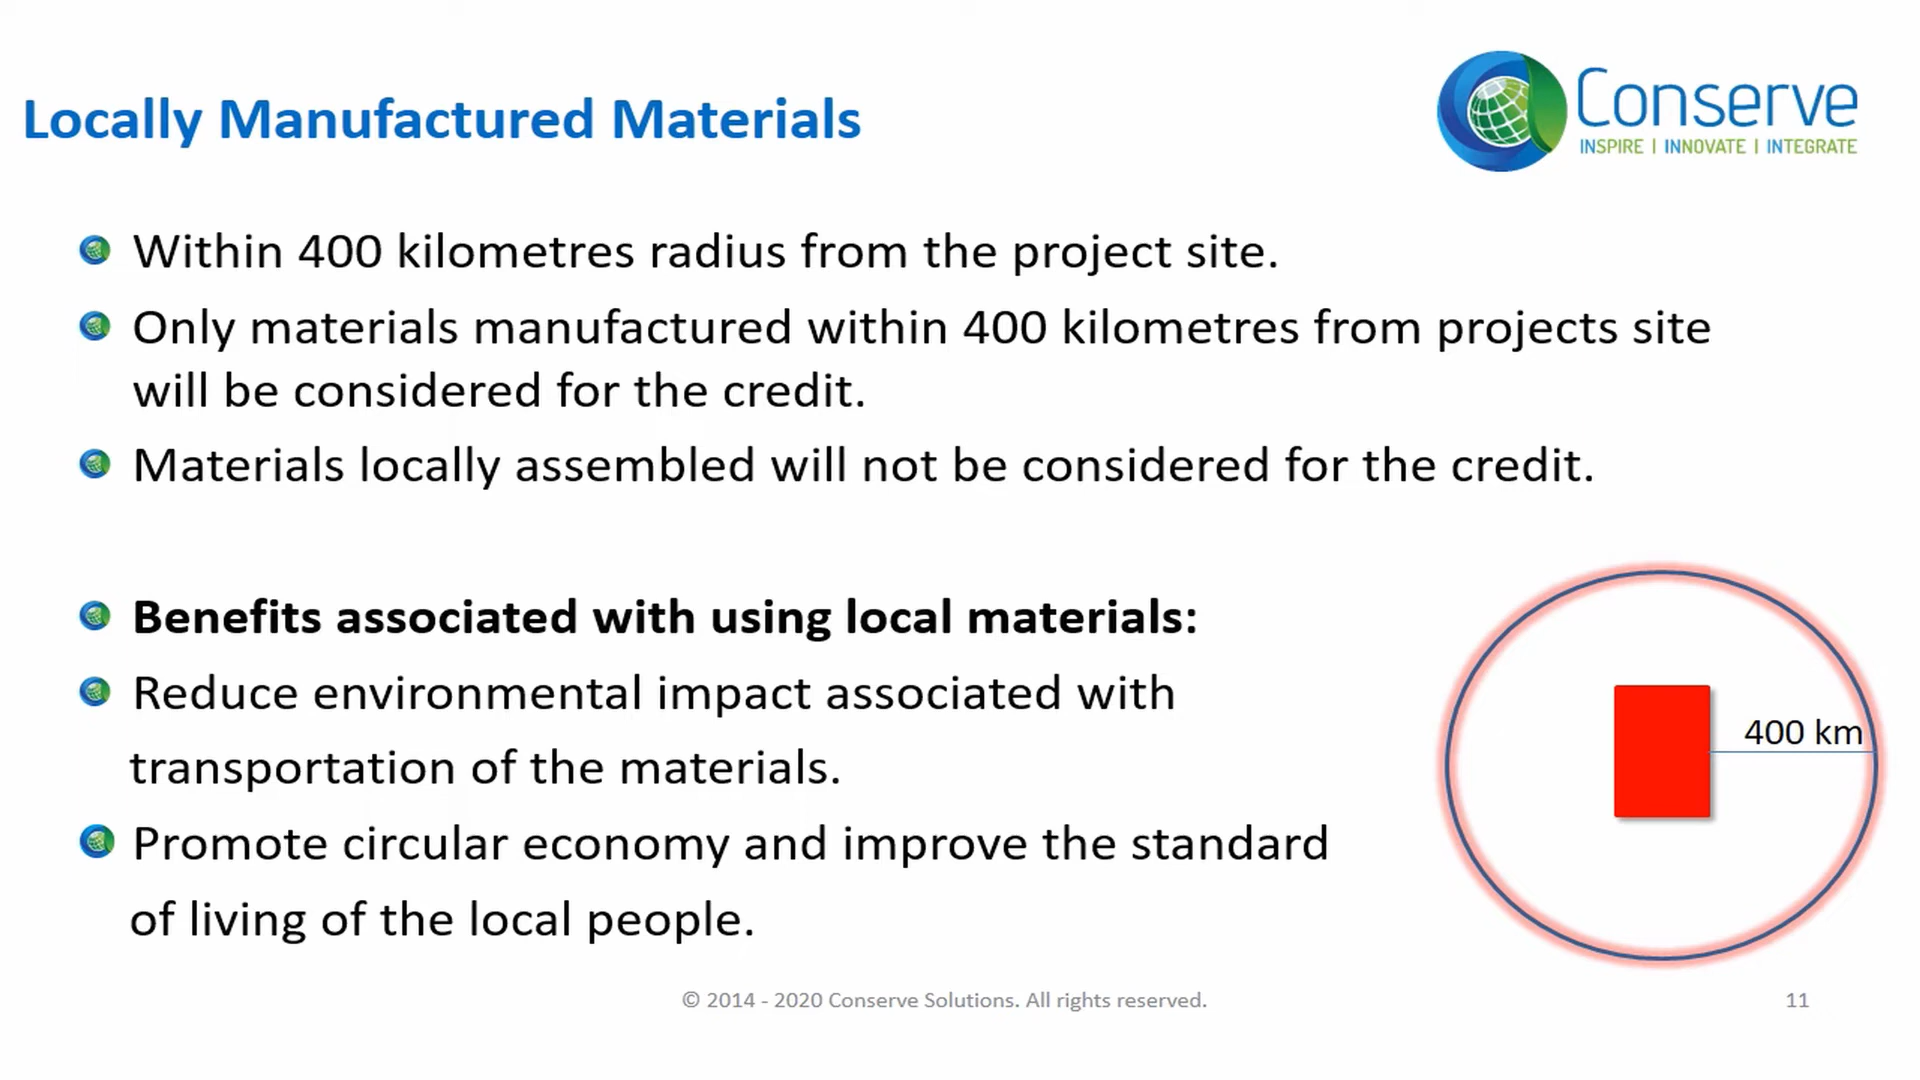 Conserve
INSPIRE | INNOVATE | INTEGRATE
Locally Manufactured Materials
Within 400 kilometres radius from the project site.
Only materials manufactured within 400 kilometres from projects site
will be considered for the credit.
Materials locally assembled will not be considered for the credit.
Benefits associated with using local materials:
Reduce environmental impact associated with
transportation of the materials.
Promote circular economy and improve the standard
of living of the local people.
400 km
© 2014 - 2020 Conserve Solutions. All rights reserved.
11